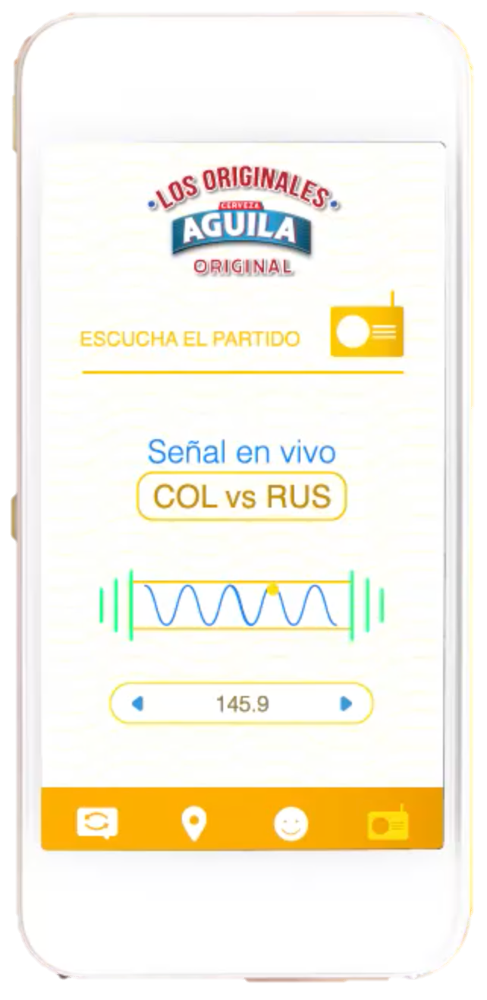 LOS ORIGINALES
CERVEZA
AGUILA
ORIGINAL
ESCUCHA EL PARTIDO
Señal en vivo
COL vs RUS
145.9